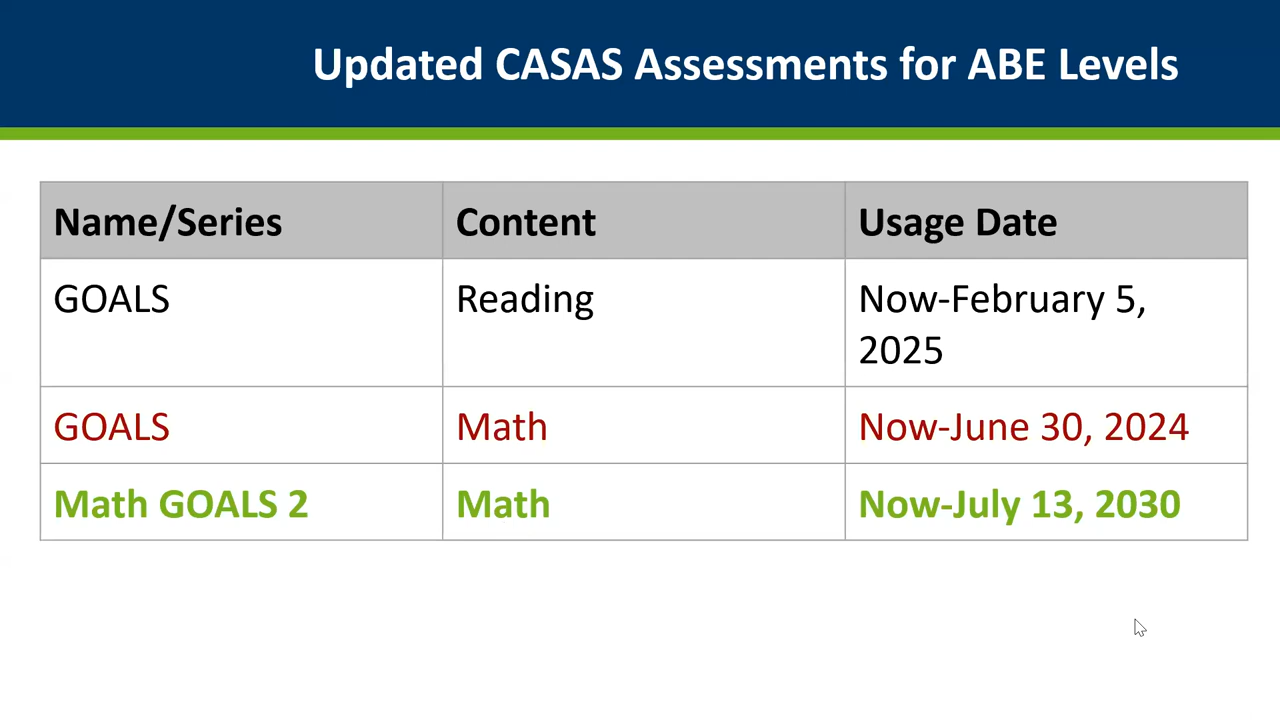 Updated CASAS Assessments for ABE Levels
Name/Series Content Usage Date
GOALS Reading Now-February 5,
2025
GOALS Math Now-June 30, 2024
Math GOALS 2 Math Now-July 13, 2030